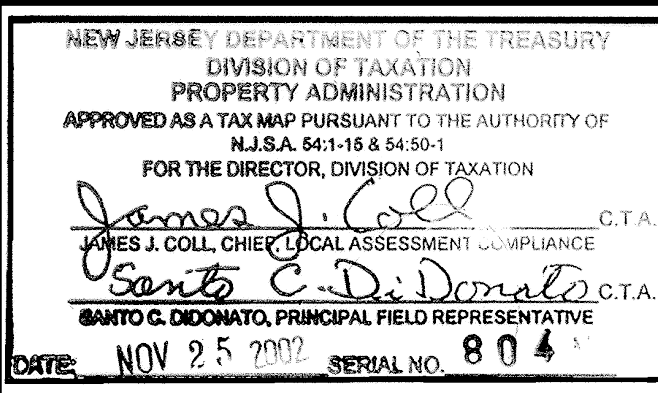 NEW JERSEY DEPARTMENT OF THE TREASURY
DIVISION OF TAXATION
PROPERTY ADMINISTRATION
APPROVED AS A TAX MAP PURSUANT TO THE AUTHORITY OF
N.J.S.A. 54:1-15 & 54:50-1
FOR THE DIRECTOR, DIVISION OF TAXATION
James J. Coll C.T.A.
JAMES J. COLL, CHIEF, LOCAL ASSESSMENT COMPLIANCE
Santo C. DiDonato C.T.A.
SANTO C. DIDONATO, PRINCIPAL FIELD REPRESENTATIVE
DATE: NOV 25 2002 SERIAL NO. 804